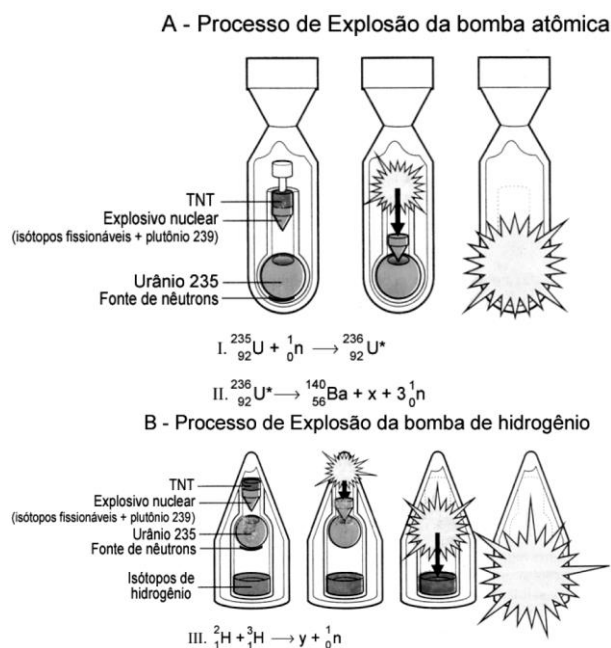 A - Processo de Explosão da bomba atômica
TNT
Explosivo nuclear
(isótopos fissionáveis + plutônio 239)
Urânio 235
Fonte de nêutrons
I. ²³⁵₉₂U + ¹₀n ⟶ ²³⁶₉₂U*
II. ²³⁶₉₂U* ⟶ ¹⁴⁰₅₆Ba + x + 3 ¹₀n
B - Processo de Explosão da bomba de hidrogênio
TNT
Explosivo nuclear
(isótopos fissionáveis + plutônio 239)
Urânio 235
Fonte de nêutrons
Isótopos de
hidrogênio
III. ²₁H + ³₁H ⟶ y + ¹₀n